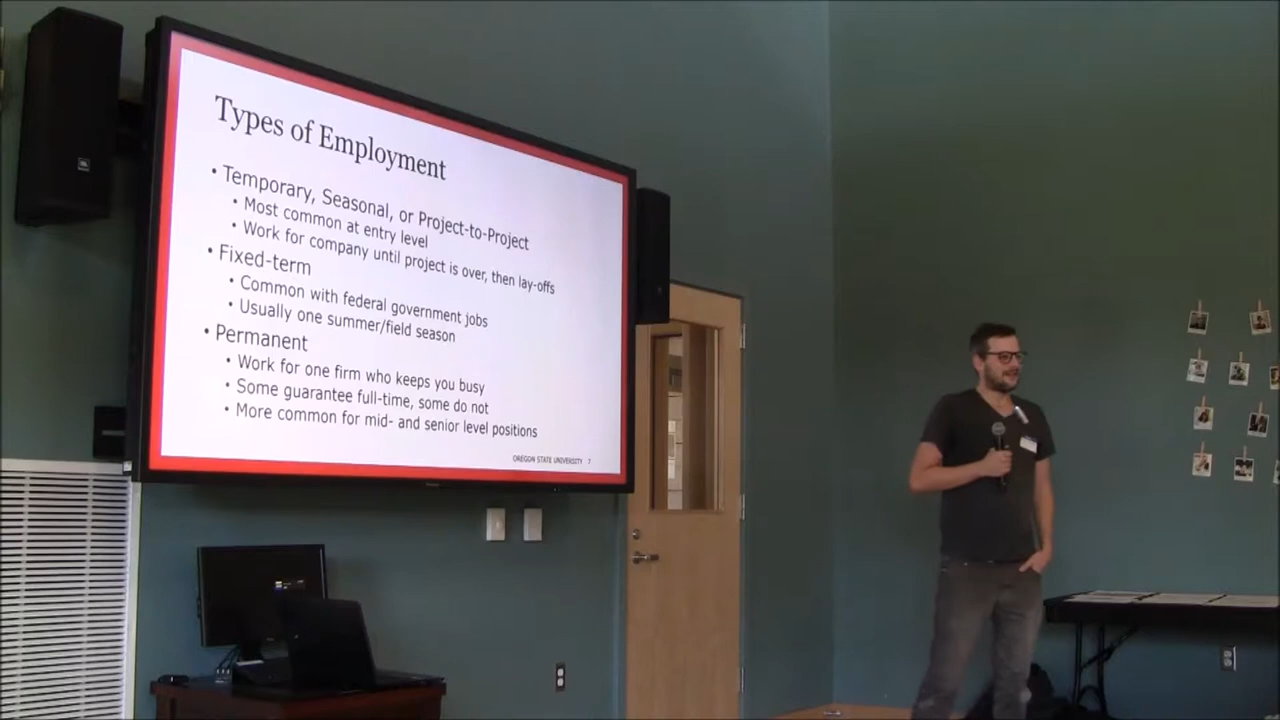 Types of Employment
• Temporary, Seasonal, or Project-to-Project
• Most common at entry level
• Work for company until project is over, then lay-offs
• Fixed-term
• Common with federal government jobs
• Usually one summer/field season
• Permanent
• Work for one firm who keeps you busy
• Some guarantee full-time, some do not
• More common for mid- and senior level positions
OREGON STATE UNIVERSITY 7
JBL